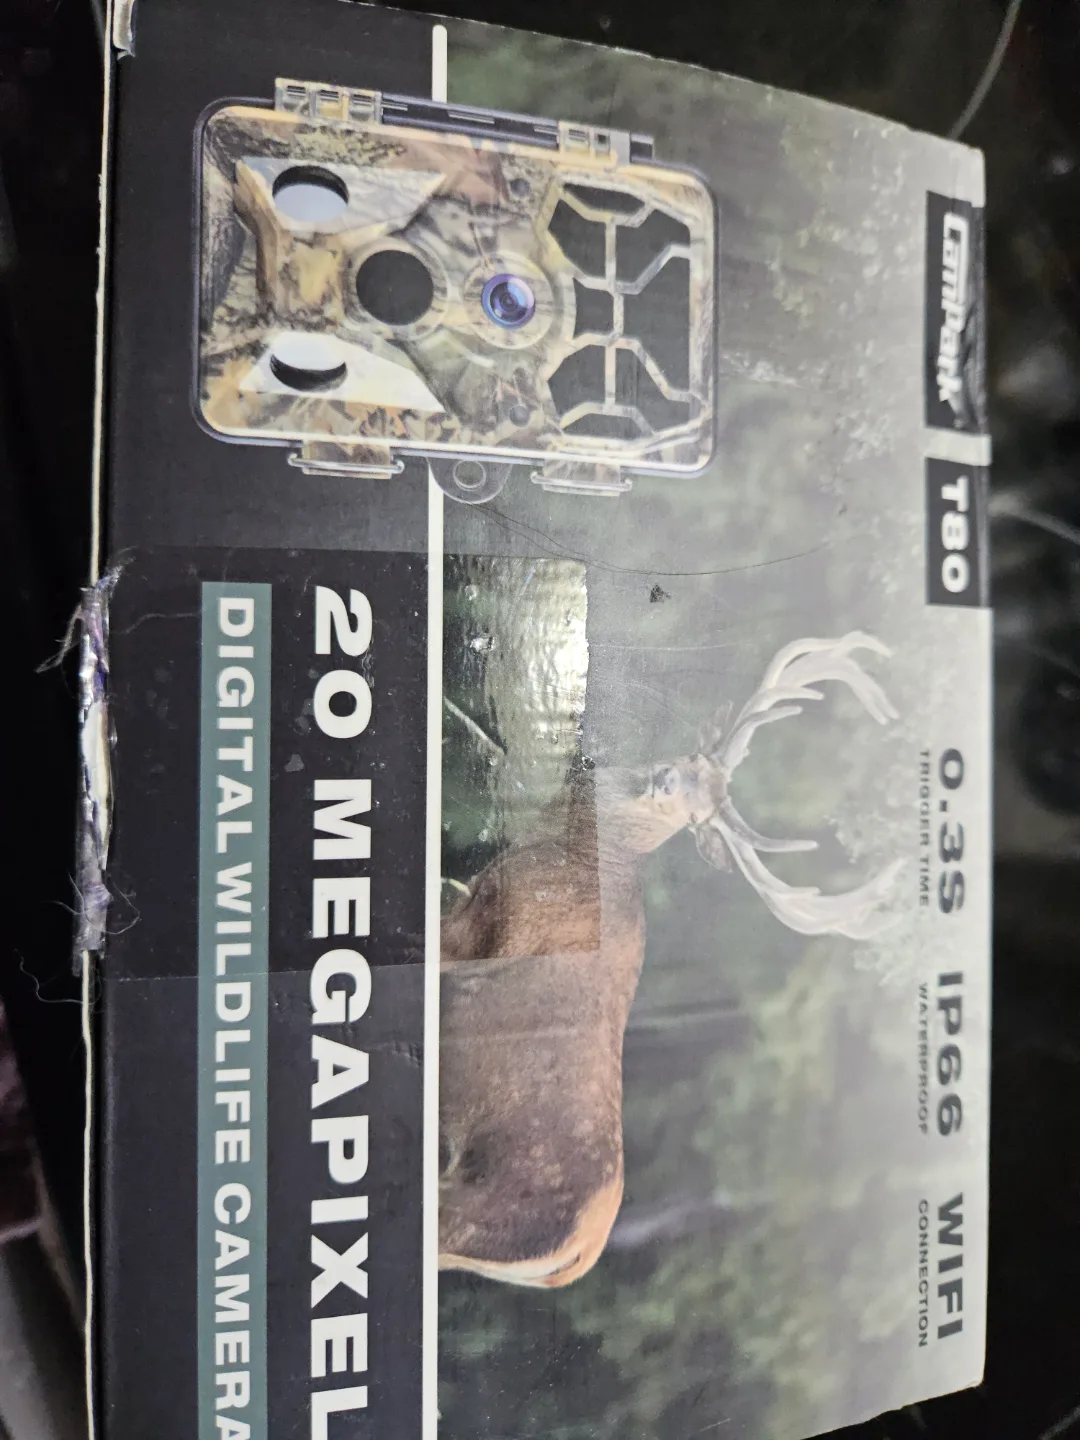 Campark
T80
0.3S
TRIGGER TIME
IP66
WATERPROOF
WIFI
CONNECTION
20 MEGAPIXEL
DIGITAL WILDLIFE CAMERA